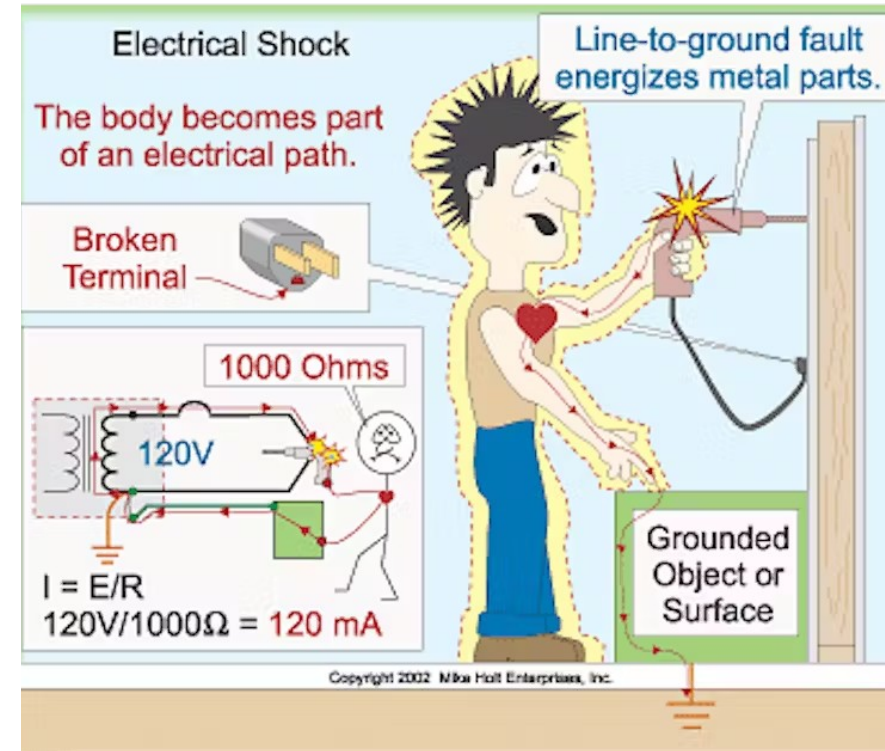 Electrical Shock
Line-to-ground fault
energizes metal parts.
The body becomes part
of an electrical path.
Broken
Terminal
1000 Ohms
120V
I = E/R
120V/1000Ω = 120 mA
Grounded
Object or
Surface
Copyright 2002 Mike Holt Enterprises, Inc.